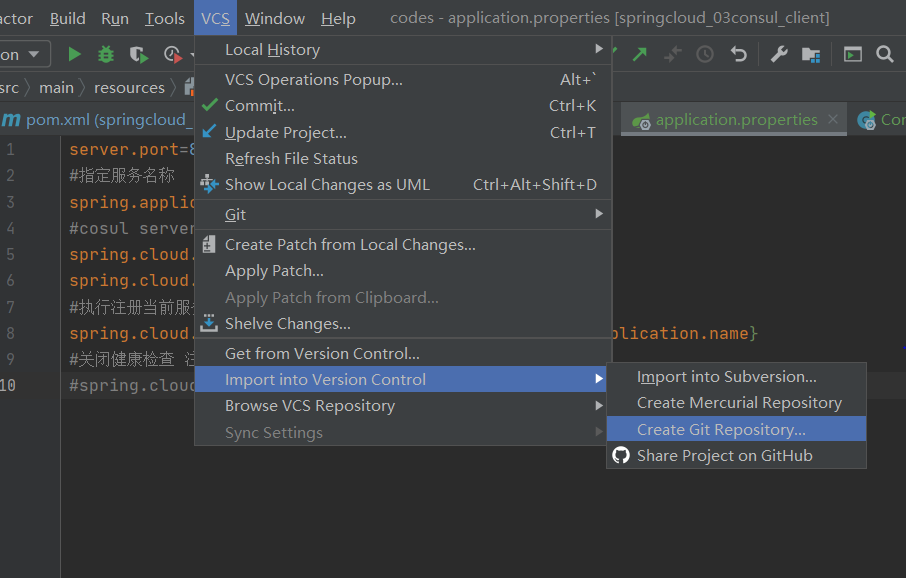 actor Build Run Tools VCS Window Help codes - application.properties [springcloud_03consul_client]
on
src main resources
m pom.xml (springcloud_ application.properties Cor
Local History
VCS Operations Popup... Alt+`
Commit... Ctrl+K
Update Project... Ctrl+T
Refresh File Status
Show Local Changes as UML Ctrl+Alt+Shift+D
Git
Create Patch from Local Changes...
Apply Patch...
Apply Patch from Clipboard...
Shelve Changes...
Get from Version Control...
Import into Version Control
Browse VCS Repository
Sync Settings
Import into Subversion...
Create Mercurial Repository
Create Git Repository...
Share Project on GitHub
1 server.port=8
2 #指定服务名称
3 spring.applic
4 #cosul server
5 spring.cloud.
6 spring.cloud.
7 #执行注册当前服务
8 spring.cloud. plication.name}
9 #关闭健康检查 注
10 #spring.cloud